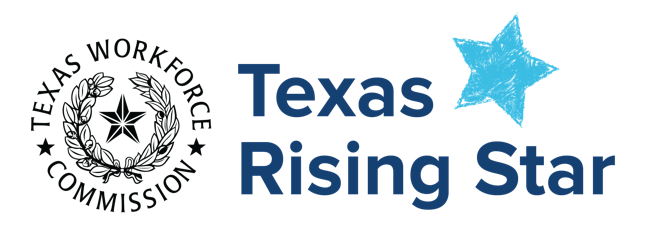 TEXAS WORKFORCE
COMMISSION
Texas
Rising Star